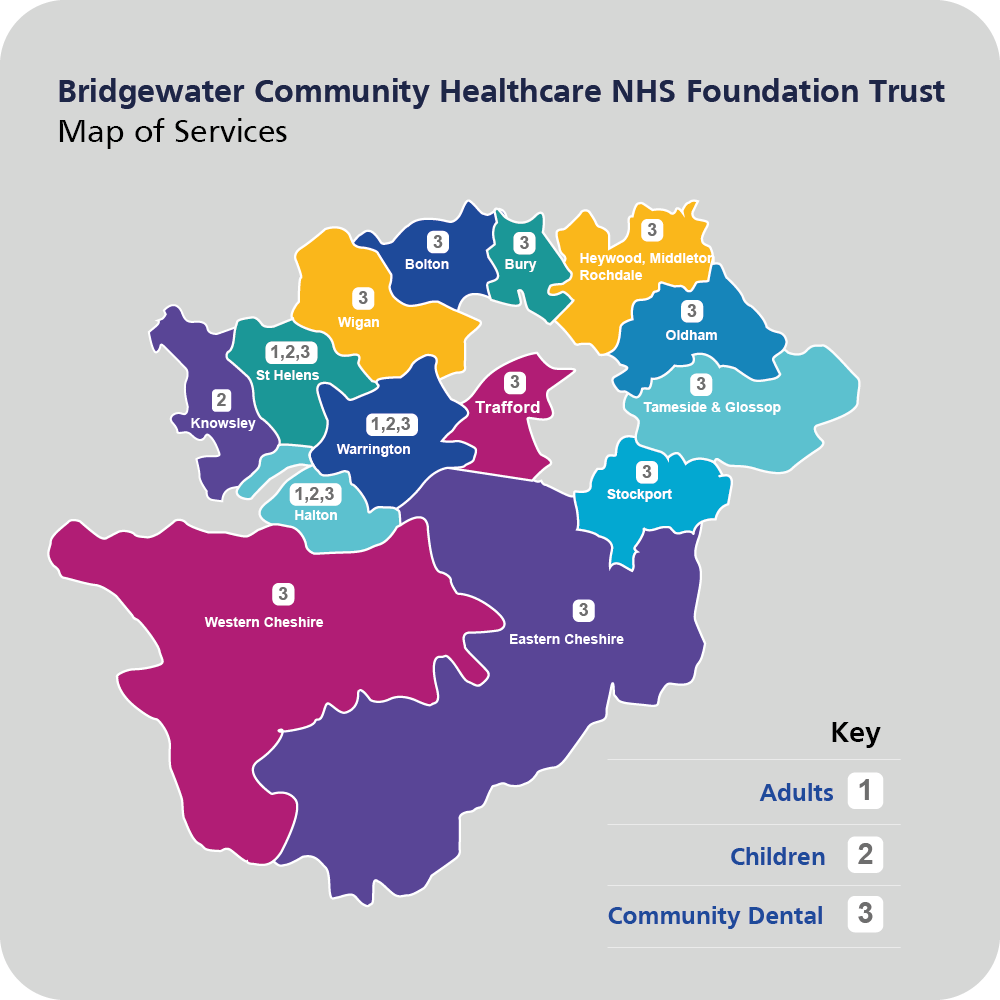 Bridgewater Community Healthcare NHS Foundation Trust
Map of Services
3
Bolton
3
Bury
3
Heywood, Middleton
Rochdale
3
Wigan
3
Oldham
1,2,3
St Helens
3
Trafford
3
Tameside & Glossop
2
Knowsley
1,2,3
Warrington
3
Stockport
1,2,3
Halton
3
Western Cheshire
3
Eastern Cheshire
Key
Adults 1
Children 2
Community Dental 3